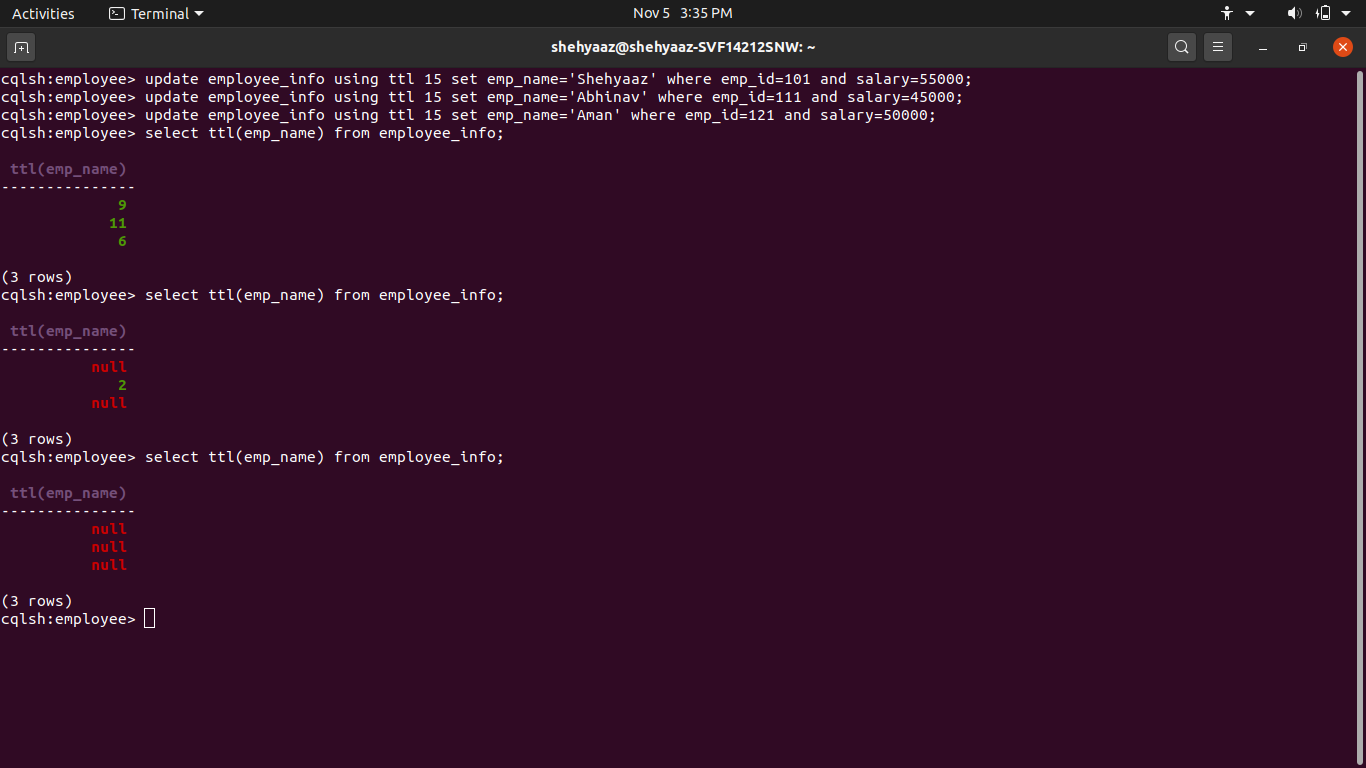 Activities Terminal Nov 5 3:35 PM
shehyaaz@shehyaaz-SVF14212SNW: ~
cqlsh:employee> update employee_info using ttl 15 set emp_name='Shehyaaz' where emp_id=101 and salary=55000;
cqlsh:employee> update employee_info using ttl 15 set emp_name='Abhinav' where emp_id=111 and salary=45000;
cqlsh:employee> update employee_info using ttl 15 set emp_name='Aman' where emp_id=121 and salary=50000;
cqlsh:employee> select ttl(emp_name) from employee_info;
ttl(emp_name)
---------------
9
11
6
(3 rows)
cqlsh:employee> select ttl(emp_name) from employee_info;
ttl(emp_name)
---------------
null
2
null
(3 rows)
cqlsh:employee> select ttl(emp_name) from employee_info;
ttl(emp_name)
---------------
null
null
null
(3 rows)
cqlsh:employee>